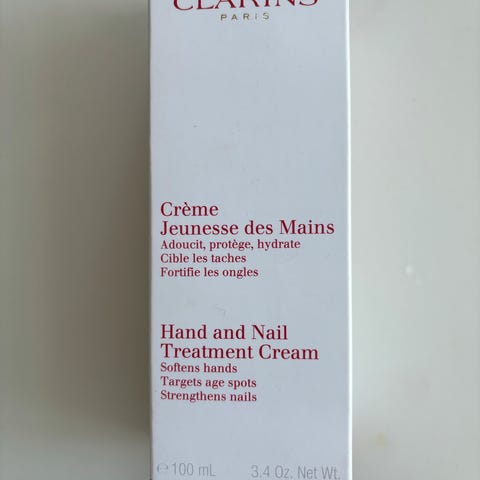 CLARINS
PARIS
Crème
Jeunesse des Mains
Adoucit, protège, hydrate
Cible les taches
Fortifie les ongles
Hand and Nail
Treatment Cream
Softens hands
Targets age spots
Strengthens nails
℮ 100 mL 3.4 Oz. Net Wt.